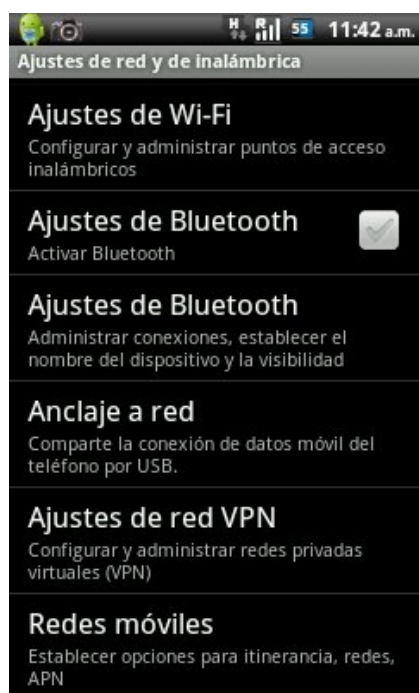 H R 55 11:42 a.m.
Ajustes de red y de inalámbrica
Ajustes de Wi-Fi
Configurar y administrar puntos de acceso
inalámbricos
Ajustes de Bluetooth
Activar Bluetooth
Ajustes de Bluetooth
Administrar conexiones, establecer el
nombre del dispositivo y la visibilidad
Anclaje a red
Comparte la conexión de datos móvil del
teléfono por USB.
Ajustes de red VPN
Configurar y administrar redes privadas
virtuales (VPN)
Redes móviles
Establecer opciones para itinerancia, redes,
APN